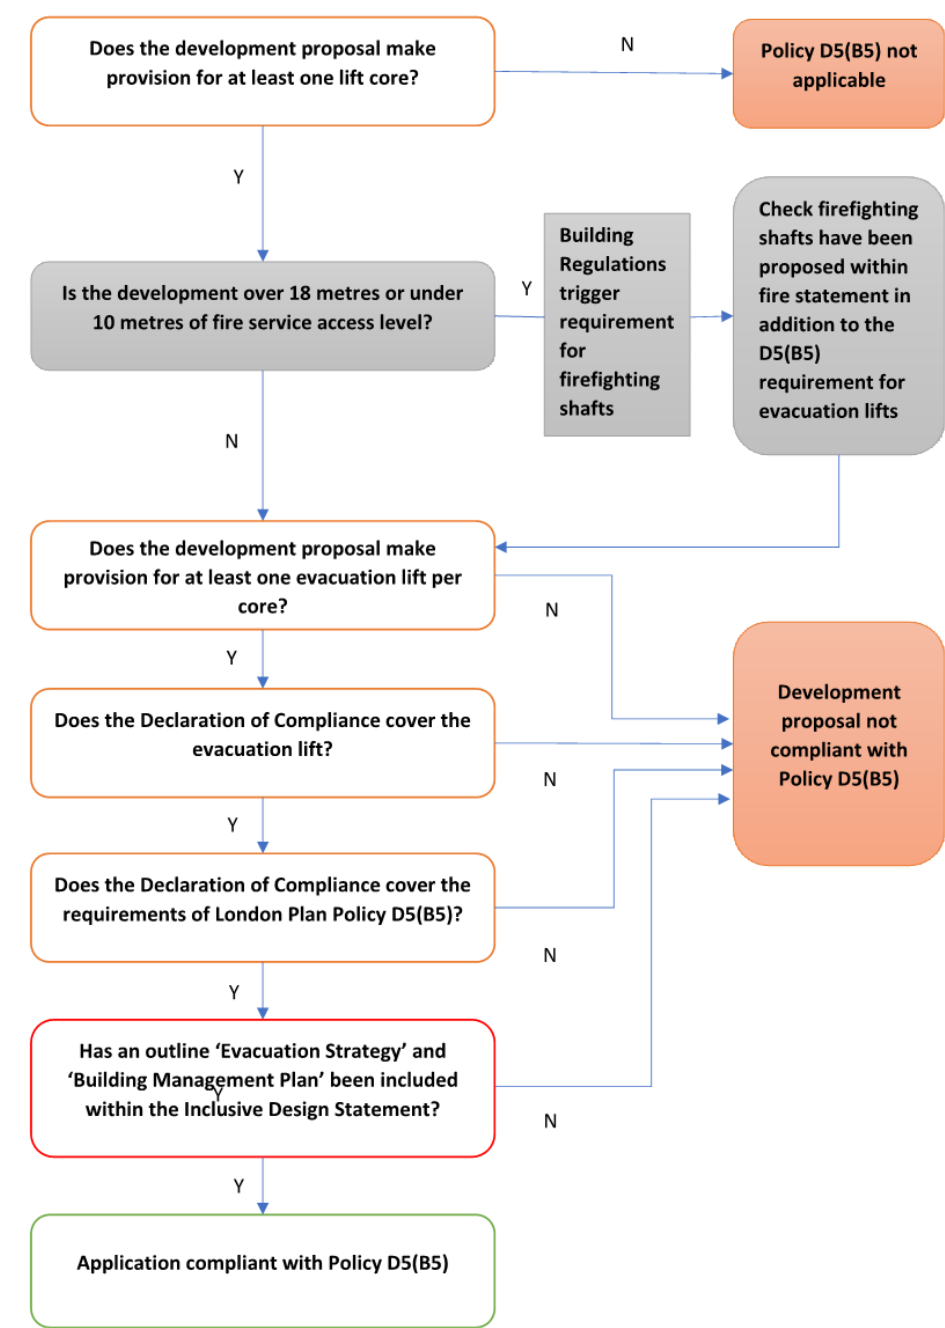 Does the development proposal make
provision for at least one lift core?
N
Policy D5(B5) not
applicable
Y
Is the development over 18 metres or under
10 metres of fire service access level?
Y
Building
Regulations
trigger
requirement
for
firefighting
shafts
Check firefighting
shafts have been
proposed within
fire statement in
addition to the
D5(B5)
requirement for
evacuation lifts
N
Does the development proposal make
provision for at least one evacuation lift per
core?
N
Y
Does the Declaration of Compliance cover the
evacuation lift?
N
Development
proposal not
compliant with
Policy D5(B5)
Y
Does the Declaration of Compliance cover the
requirements of London Plan Policy D5(B5)?
N
Y
Has an outline ‘Evacuation Strategy’ and
‘Building Management Plan’ been included
Y
within the Inclusive Design Statement?
N
Y
Application compliant with Policy D5(B5)